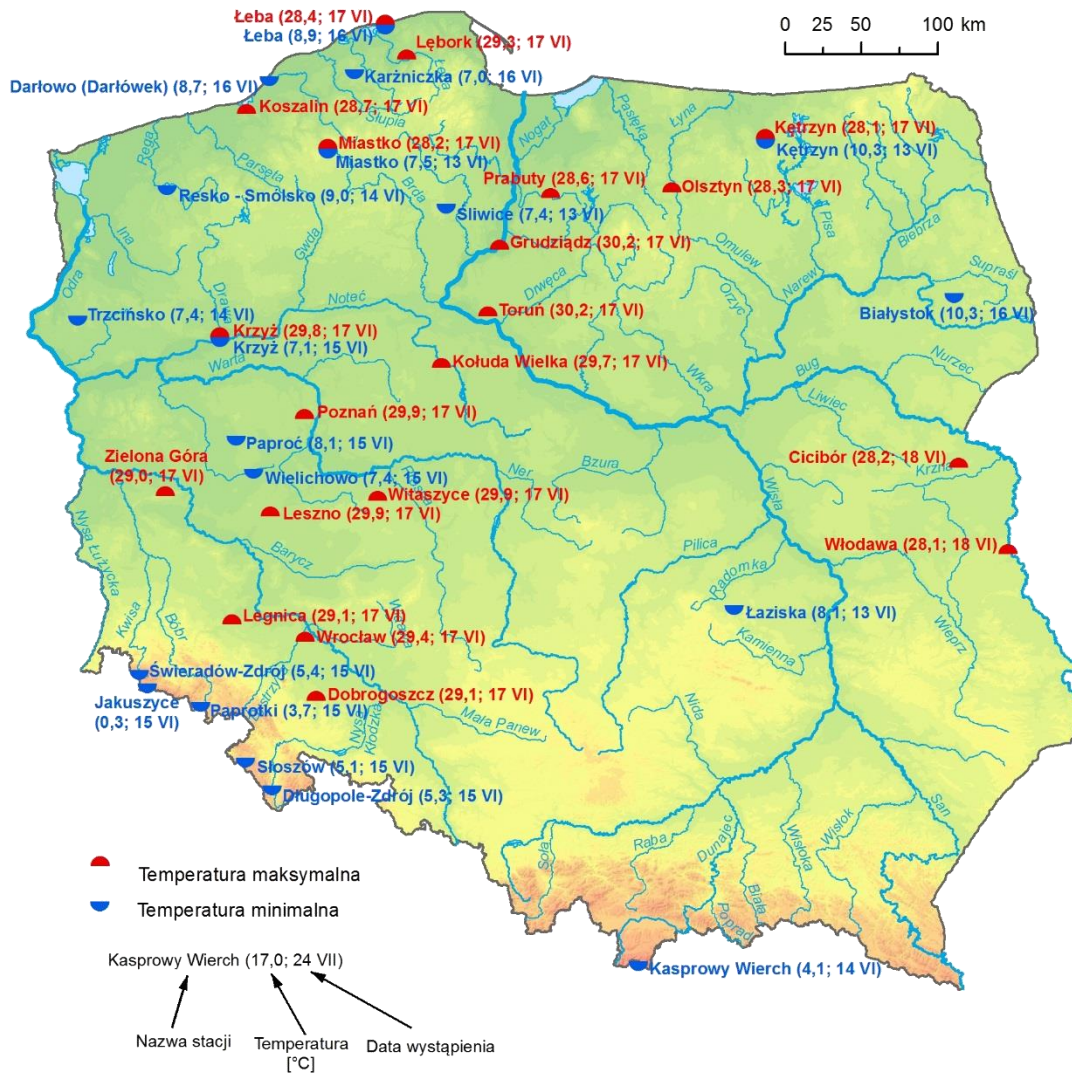 Łeba (28,4; 17 VI)
Łeba (8,9; 16 VI)
0 50 100 km
Lębork (29,3; 17 VI)
Łeba
Karżniczka (7,0; 16 VI)
Darłowo (Darłówek) (8,7; 16 VI)
Koszalin (28,7; 17 VI)
Słupia
Nogat
Pasłęka
Łyna
Kętrzyn (28,1; 17 VI)
Kętrzyn (10,3; 13 VI)
Rega
Miastko (28,2; 17 VI)
Miastko (7,5; 13 VI)
Parsęta
Brda
Prabuty (28,6; 17 VI)
Olsztyn (28,3; 17 VI)
Resko - Smólsko (9,0; 14 VI)
Śliwice (7,4; 13 VI)
Pisa
Biebrza
Ina
Gwda
Grudziądz (30,2; 17 VI)
Omulew
Narew
Supraśl
Odra
Drwęca
Orzyc
Trzcińsko (7,4; 14 VI)
Drawa
Noteć
Toruń (30,2; 17 VI)
Białystok (10,3; 16 VI)
Krzyż (29,8; 17 VI)
Krzyż (7,1; 15 VI)
Warta
Kołuda Wielka (29,7; 17 VI)
Wkra
Bug
Nurzec
Liwiec
Poznań (29,9; 17 VI)
Paproć (8,1; 15 VI)
Zielona Góra
(29,0; 17 VI)
Wielichowo (7,4; 15 VI)
Ner
Bzura
Cicibór (28,2; 18 VI)
Krzna
Witaszyce (29,9; 17 VI)
Leszno (29,9; 17 VI)
Wisła
Nysa Łużycka
Barycz
Pilica
Włodawa (28,1; 18 VI)
Radomka
Łaziska (8,1; 13 VI)
Kwisa
Bóbr
Legnica (29,1; 17 VI)
Wrocław (29,4; 17 VI)
Kamienna
Wieprz
Świeradów-Zdrój (5,4; 15 VI)
Jakuszyce
(0,3; 15 VI)
Paprotki (3,7; 15 VI)
Dobrogoszcz (29,1; 17 VI)
Nysa
Kłodzka
Mała Panew
Nida
Słoszów (5,1; 15 VI)
Długopole-Zdrój (5,3; 15 VI)
San
Soła
Raba
Dunajec
Wisłoka
Wisłok
Biała
Poprad
Kasprowy Wierch (4,1; 14 VI)
Temperatura maksymalna
Temperatura minimalna
Kasprowy Wierch (17,0; 24 VII)
Nazwa stacji
Temperatura
[°C]
Data wystąpienia